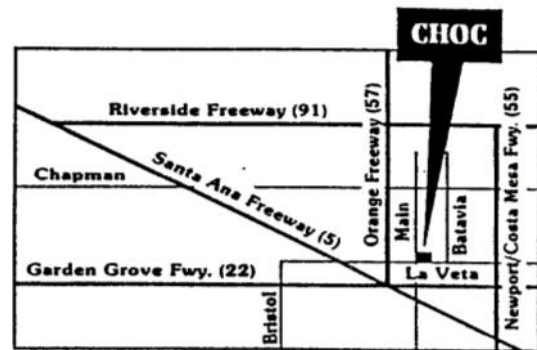 CHOC
Riverside Freeway (91)
Orange Freeway (57)
Newport/Costa Mesa Fwy. (55)
Chapman
Santa Ana Freeway (5)
Main
Batavia
Garden Grove Fwy. (22)
La Veta
Bristol